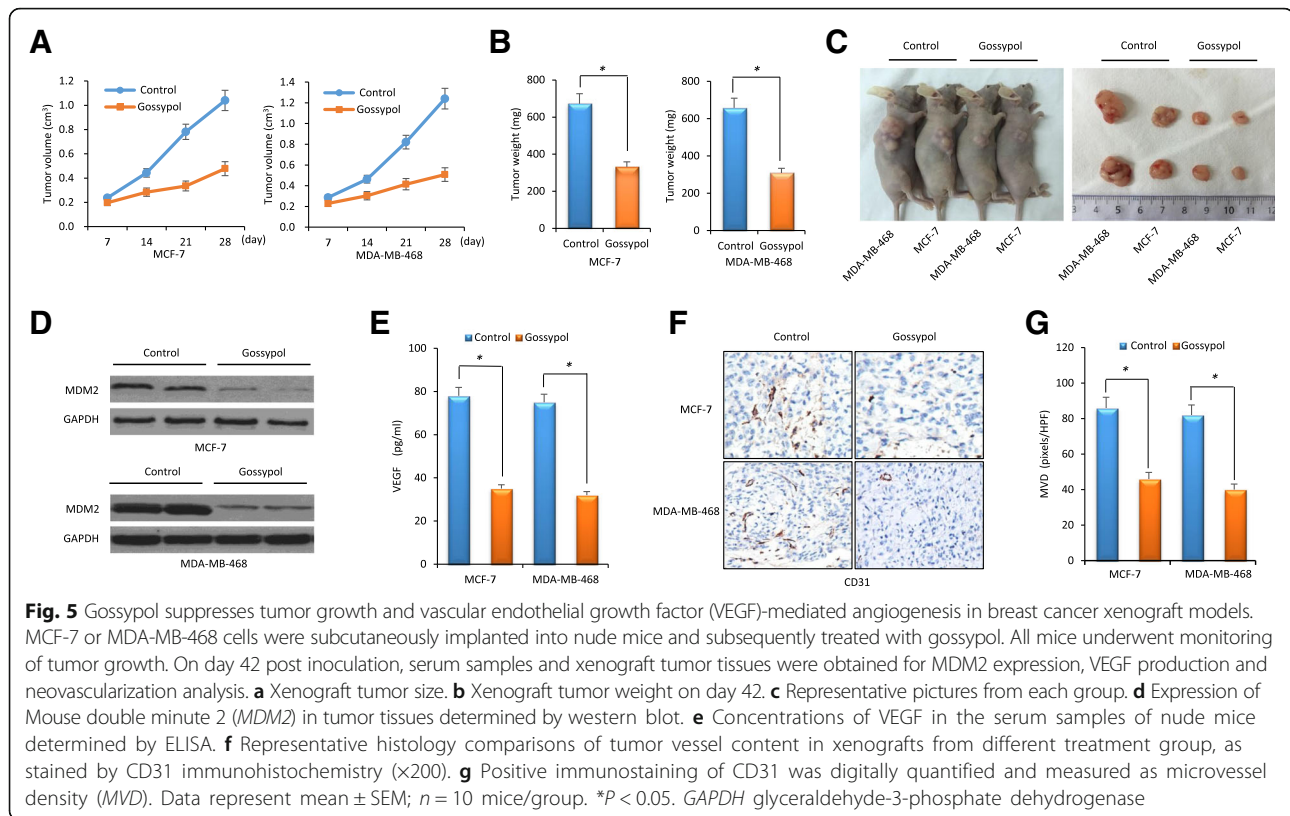 A
Tumor volume (cm³)
1.2
1.0
0.8
0.6
0.4
0.2
0.0
Control
Gossypol
7 14 21 28 (day)
MCF-7
Tumor volume (cm³)
1.4
1.2
1.0
0.8
0.6
0.4
0.2
0.0
Control
Gossypol
7 14 21 28 (day)
MDA-MB-468
B
Tumor weight (mg)
800
600
400
200
0
*
Control Gossypol
MCF-7
Tumor weight (mg)
800
600
400
200
0
*
Control Gossypol
MDA-MB-468
C
Control Gossypol
MDA-MB-468 MCF-7 MDA-MB-468 MCF-7
Control Gossypol
3 4 5 6 7 8 9 10 11 12
MDA-MB-468 MCF-7 MDA-MB-468 MCF-7
D
Control Gossypol
MDM2
GAPDH
MCF-7
Control Gossypol
MDM2
GAPDH
MDA-MB-468
E
Control Gossypol
VEGF (pg/ml)
100
80
60
40
20
0
* *
MCF-7 MDA-MB-468
F
Control Gossypol
MCF-7
MDA-MB-468
CD31
G
Control Gossypol
MVD (pixels/HPF)
120
100
80
60
40
20
0
* *
MCF-7 MDA-MB-468
Fig. 5 Gossypol suppresses tumor growth and vascular endothelial growth factor (VEGF)-mediated angiogenesis in breast cancer xenograft models.
MCF-7 or MDA-MB-468 cells were subcutaneously implanted into nude mice and subsequently treated with gossypol. All mice underwent monitoring
of tumor growth. On day 42 post inoculation, serum samples and xenograft tumor tissues were obtained for MDM2 expression, VEGF production and
neovascularization analysis. a Xenograft tumor size. b Xenograft tumor weight on day 42. c Representative pictures from each group. d Expression of
Mouse double minute 2 (MDM2) in tumor tissues determined by western blot. e Concentrations of VEGF in the serum samples of nude mice
determined by ELISA. f Representative histology comparisons of tumor vessel content in xenografts from different treatment group, as
stained by CD31 immunohistochemistry (×200). g Positive immunostaining of CD31 was digitally quantified and measured as microvessel
density (MVD). Data represent mean ± SEM; n = 10 mice/group. *P < 0.05. GAPDH glyceraldehyde-3-phosphate dehydrogenase